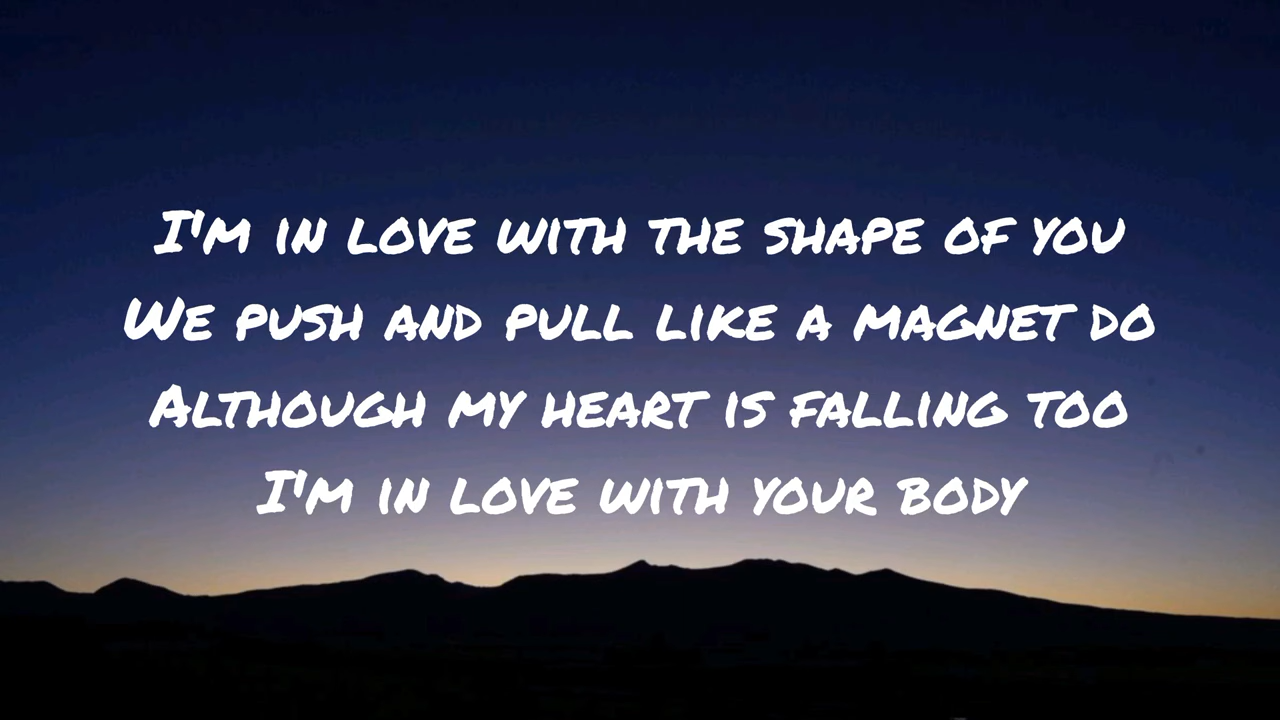 I'm in love with the shape of you
We push and pull like a magnet do
Although my heart is falling too
I'm in love with your body